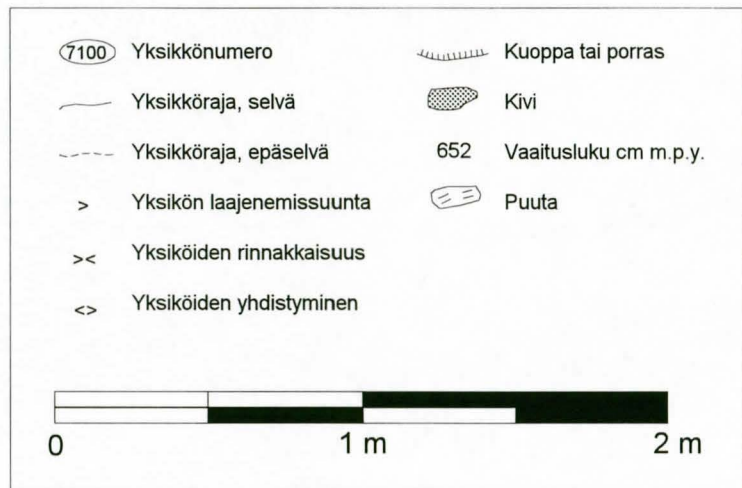 7100 Yksikkönumero
Yksikköraja, selvä
Yksikköraja, epäselvä
> Yksikön laajenemissuunta
>< Yksiköiden rinnakkaisuus
<> Yksiköiden yhdistyminen
Kuoppa tai porras
Kivi
652 Vaaitusluku cm m.p.y.
Puuta
0 1 m 2 m